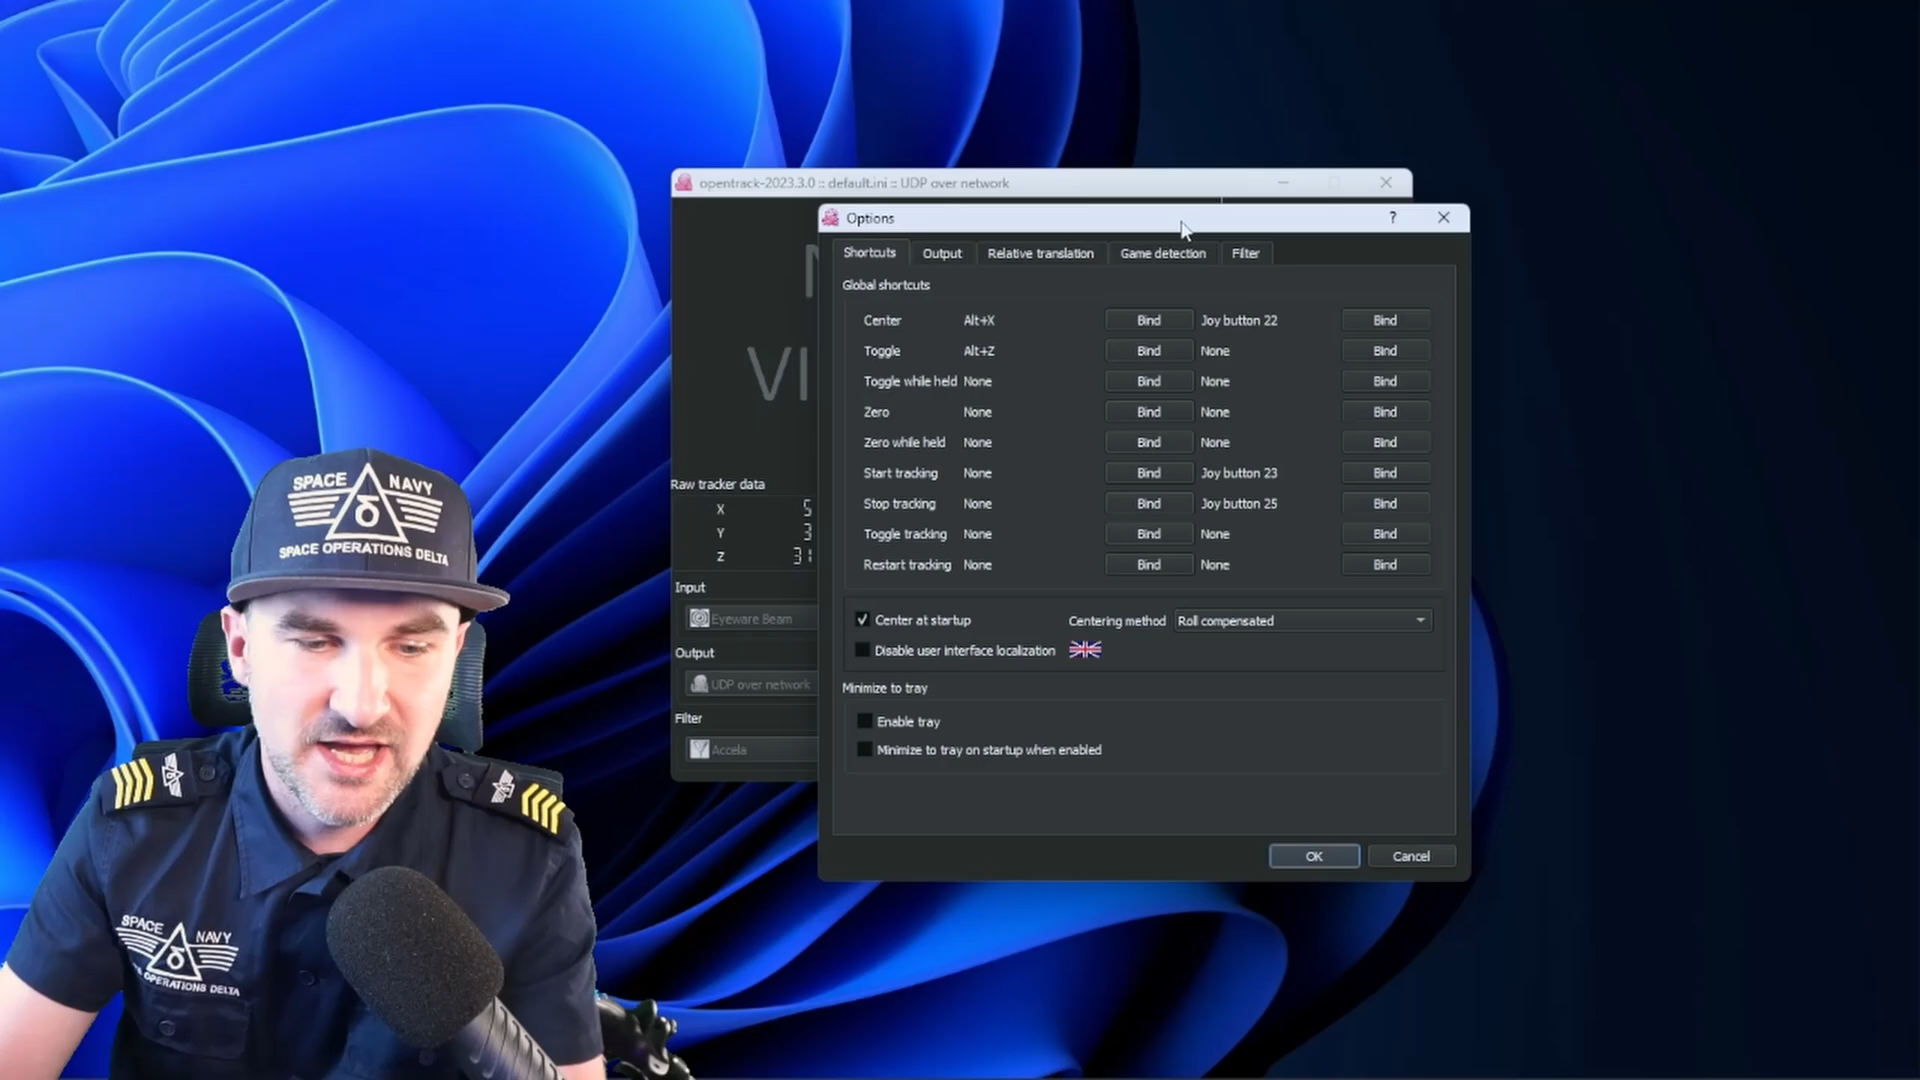 opentrack-2023.3.0 :: default.ini :: UDP over network
Options
Shortcuts Output Relative translation Game detection Filter
Global shortcuts
Center Alt+X Bind Joy button 22 Bind
Toggle Alt+Z Bind None Bind
Toggle while held None Bind None Bind
Zero None Bind None Bind
Zero while held None Bind None Bind
Start tracking None Bind Joy button 23 Bind
Stop tracking None Bind Joy button 25 Bind
Toggle tracking None Bind None Bind
Restart tracking None Bind None Bind
Center at startup Centering method Roll compensated
Disable user interface localization
Minimize to tray
Enable tray
Minimize to tray on startup when enabled
OK Cancel
VI
Raw tracker data
X 5
Y 3
Z 31
Input
Eyeware Beam
Output
UDP over network
Filter
Accela
SPACE NAVY
SPACE OPERATIONS DELTA
SPACE NAVY
OPERATIONS DELTA